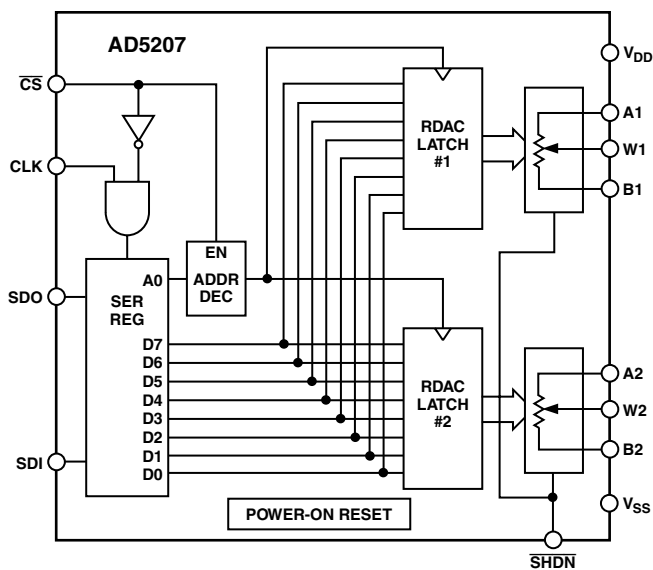 AD5207
VDD
CS
A1
RDAC
LATCH
#1
W1
CLK
B1
EN
A0
ADDR
DEC
SDO
SER
REG
D7
D6
D5
D4
D3
D2
D1
D0
RDAC
LATCH
#2
A2
W2
B2
SDI
VSS
POWER-ON RESET
SHDN